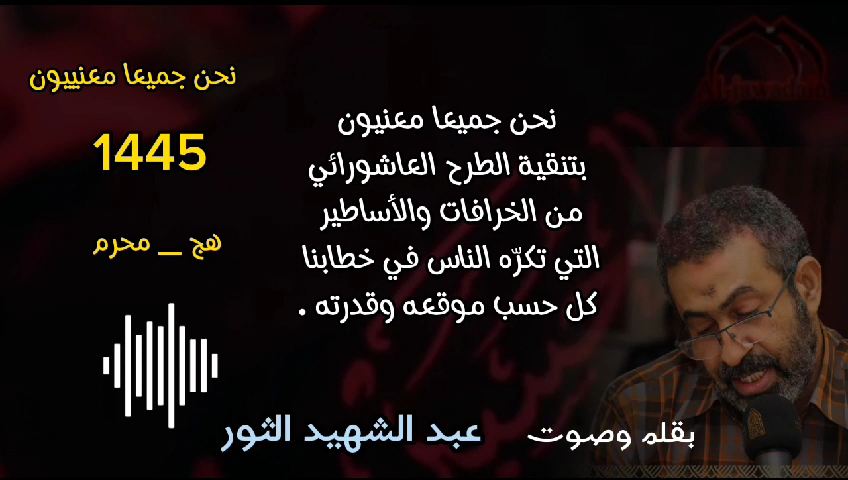 نحن جميعا معنييون
1445
هج _ محرم
نحن جميعا معنيون
بتنقية الطرح العاشورائي
من الخرافات والأساطير
التي تكرّه الناس في خطابنا
كل حسب موقعه وقدرته .
بقلم وصوت عبد الشهيد الثور